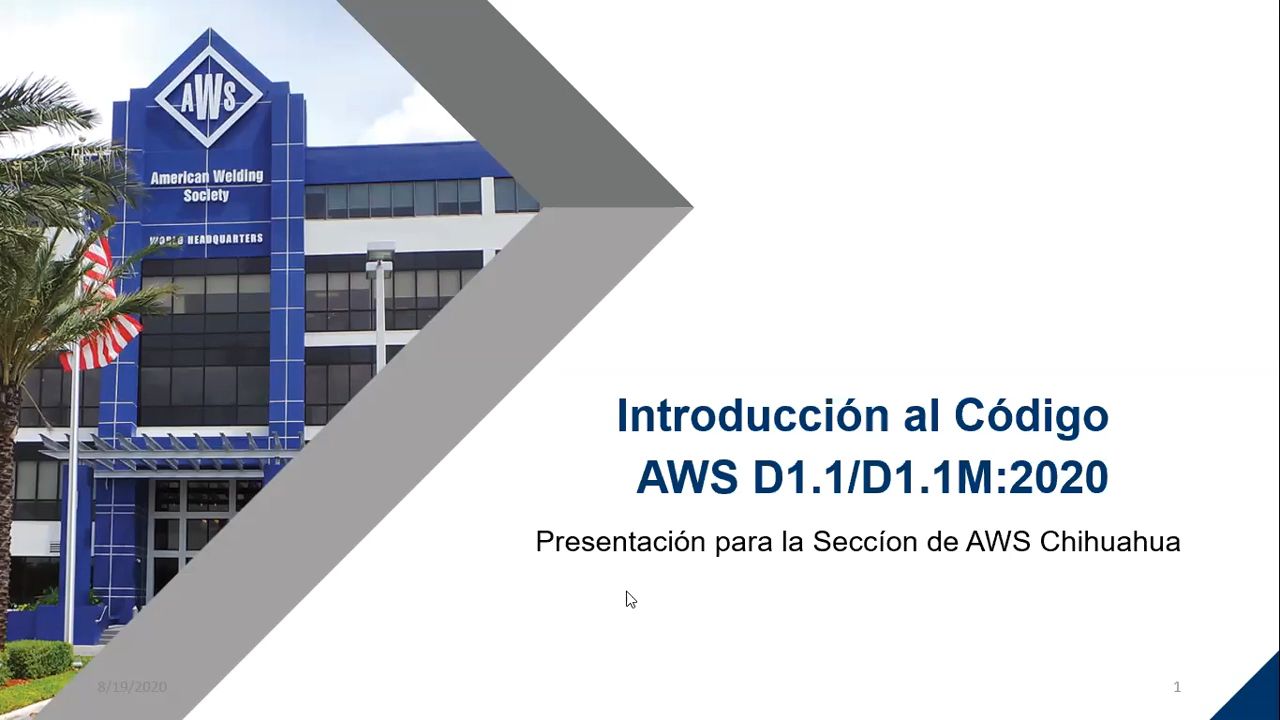 AWS
American Welding
Society
WORLD HEADQUARTERS
Introducción al Código
AWS D1.1/D1.1M:2020
Presentación para la Seccíon de AWS Chihuahua
8/19/2020
1